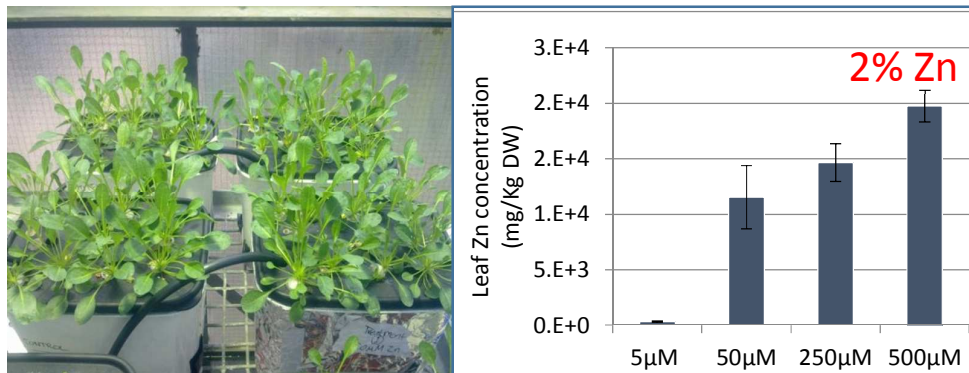 CONTROL
2% Zn
Leaf Zn concentration
(mg/Kg DW)
3.E+4
2.E+4
2.E+4
1.E+4
5.E+3
0.E+0
5µM
50µM
250µM
500µM